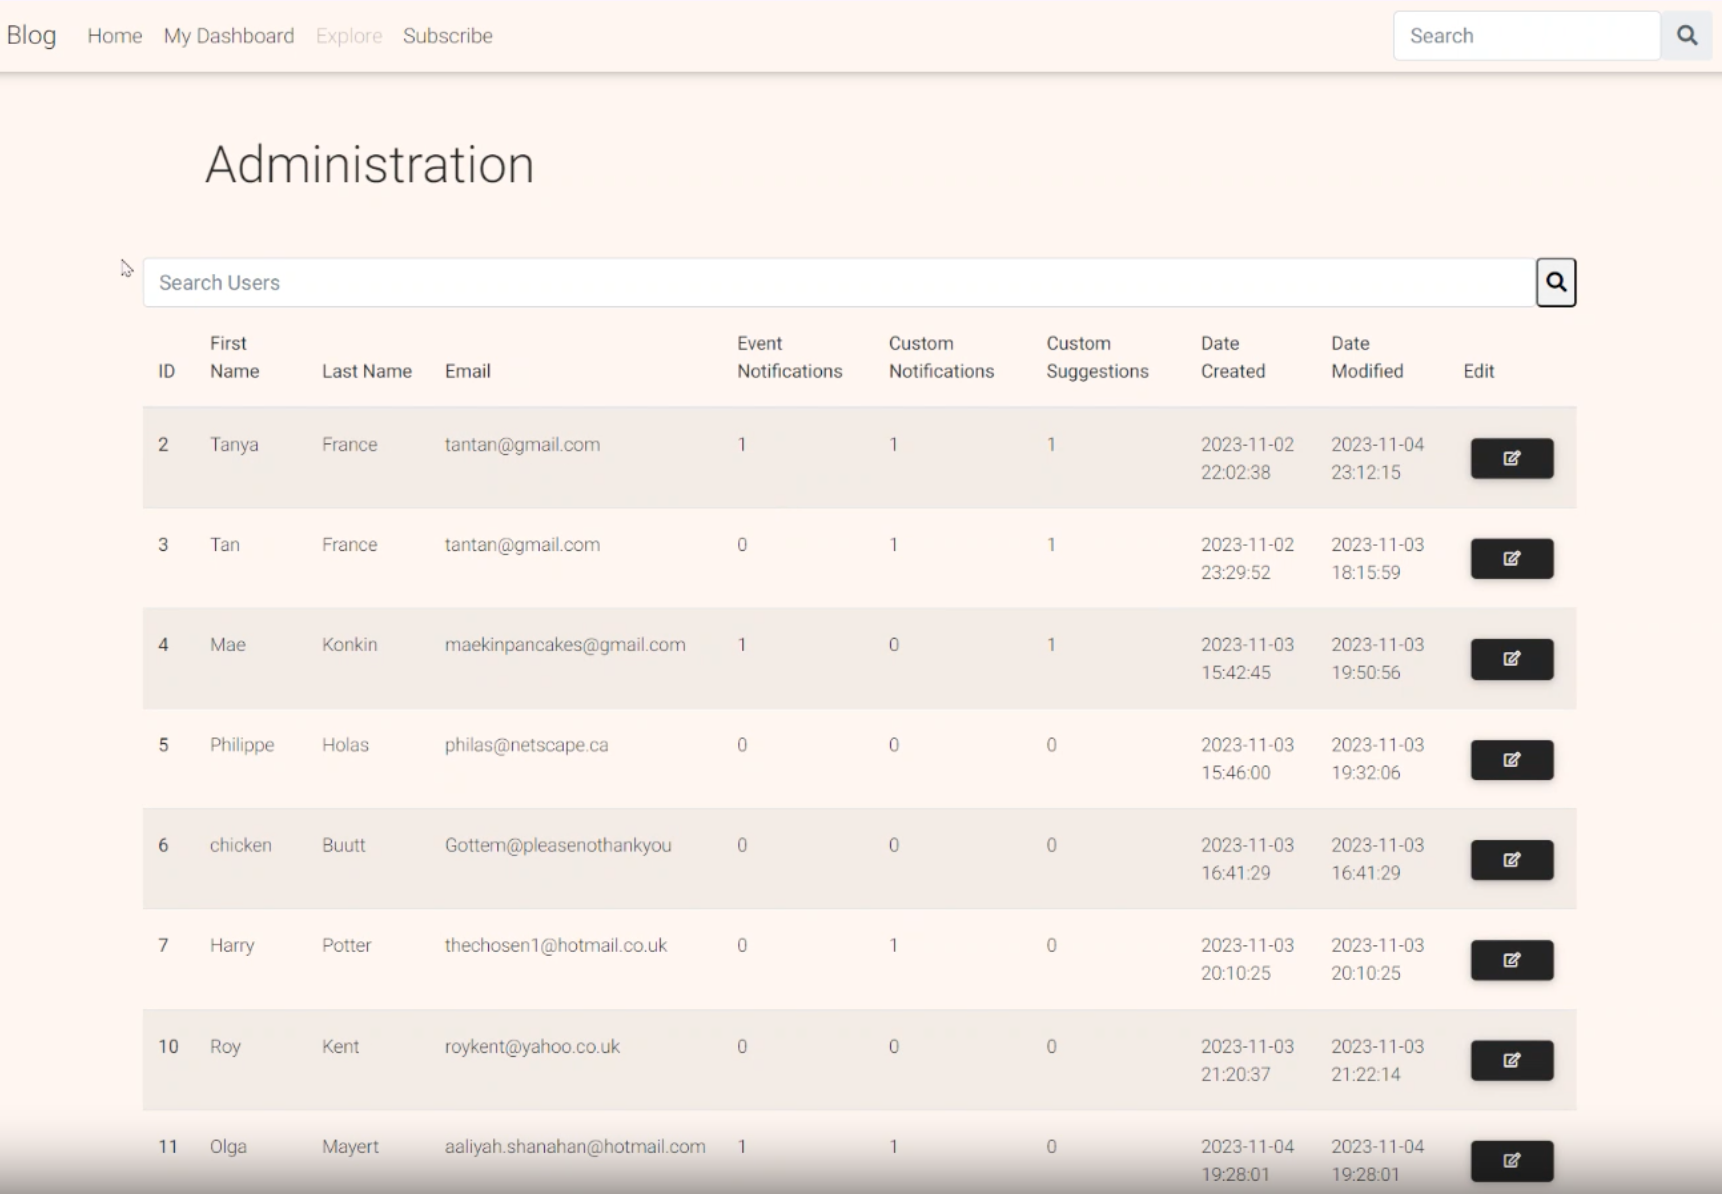 Blog Home My Dashboard Explore Subscribe Search
Administration
Search Users
ID First Name Last Name Email Event Notifications Custom Notifications Custom Suggestions Date Created Date Modified Edit
2 Tanya France tantan@gmail.com 1 1 1 2023-11-02 22:02:38 2023-11-04 23:12:15
3 Tan France tantan@gmail.com 0 1 1 2023-11-02 23:29:52 2023-11-03 18:15:59
4 Mae Konkin maekinpancakes@gmail.com 1 0 1 2023-11-03 15:42:45 2023-11-03 19:50:56
5 Philippe Holas philas@netscape.ca 0 0 0 2023-11-03 15:46:00 2023-11-03 19:32:06
6 chicken Buutt Gottem@pleasenothankyou 0 0 0 2023-11-03 16:41:29 2023-11-03 16:41:29
7 Harry Potter thechosen1@hotmail.co.uk 0 1 0 2023-11-03 20:10:25 2023-11-03 20:10:25
10 Roy Kent roykent@yahoo.co.uk 0 0 0 2023-11-03 21:20:37 2023-11-03 21:22:14
11 Olga Mayert aaliyah.shanahan@hotmail.com 1 1 0 2023-11-04 19:28:01 2023-11-04 19:28:01